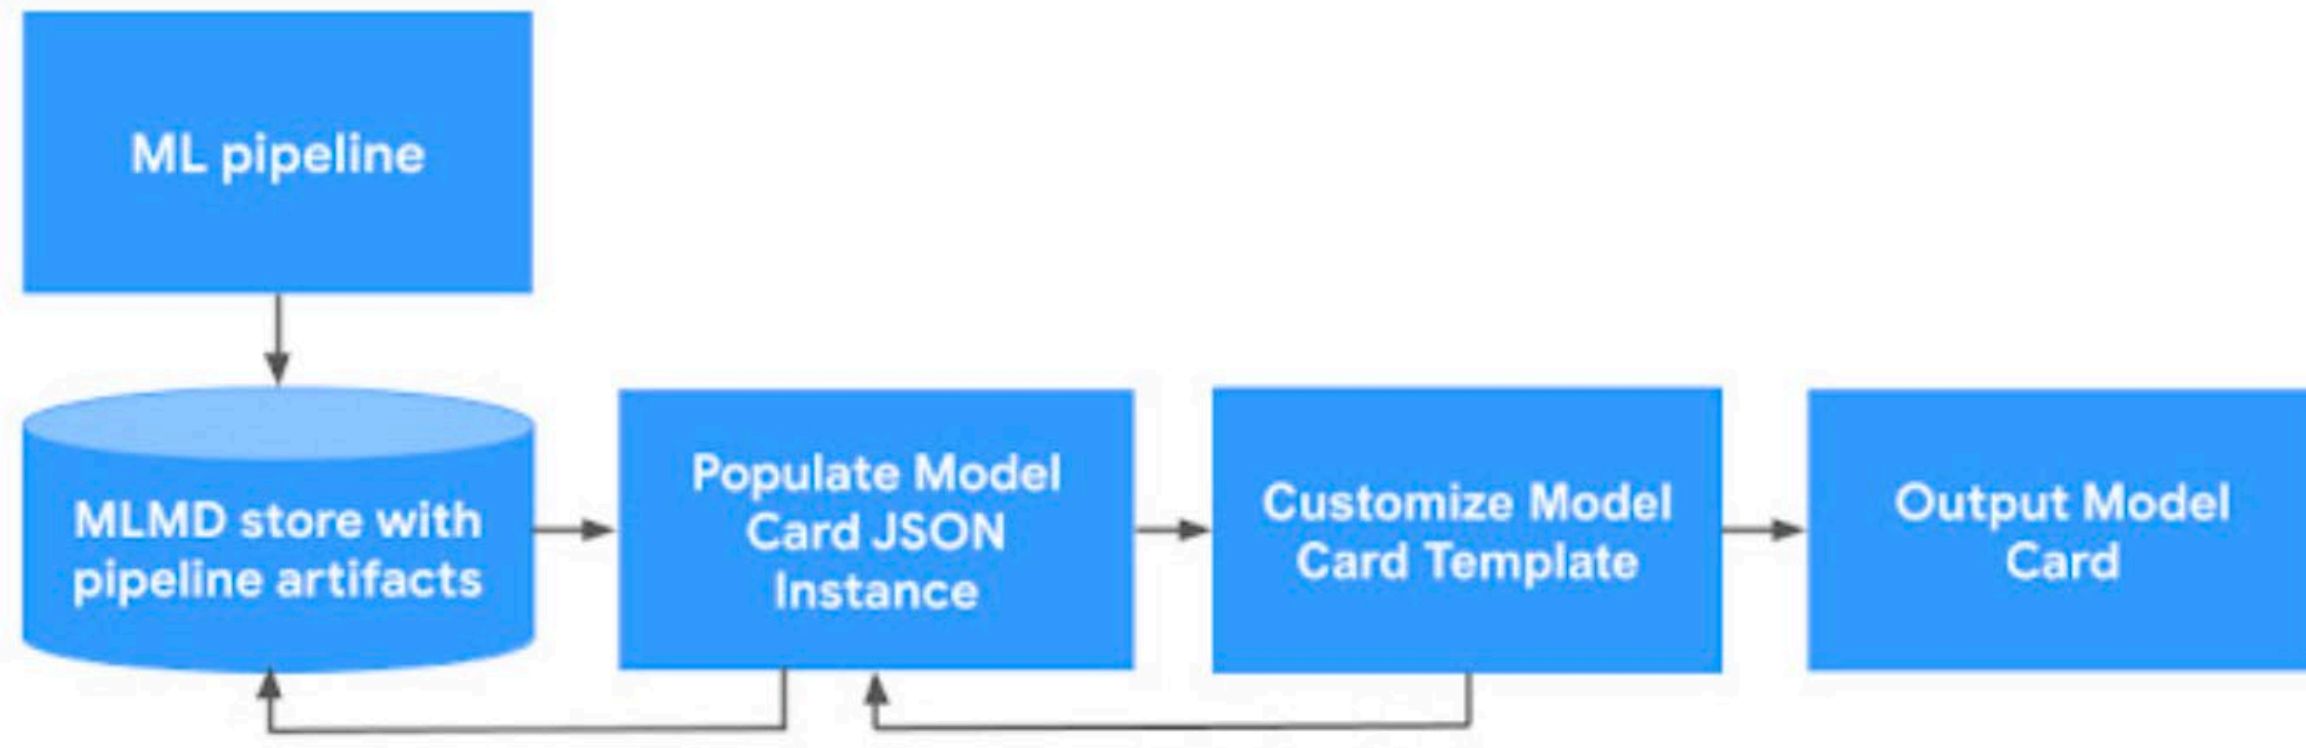 ML pipeline
MLMD store with
pipeline artifacts
Populate Model
Card JSON
Instance
Customize Model
Card Template
Output Model
Card